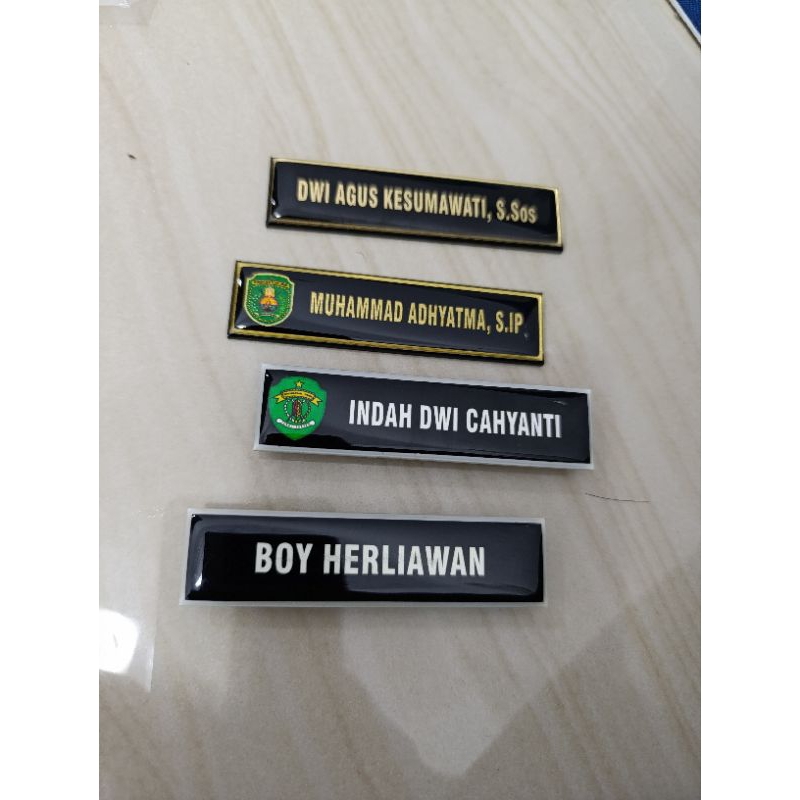 DWI AGUS KESUMAWATI, S.Sos
MUHAMMAD ADHYATMA, S.IP
INDAH DWI CAHYANTI
BOY HERLIAWAN